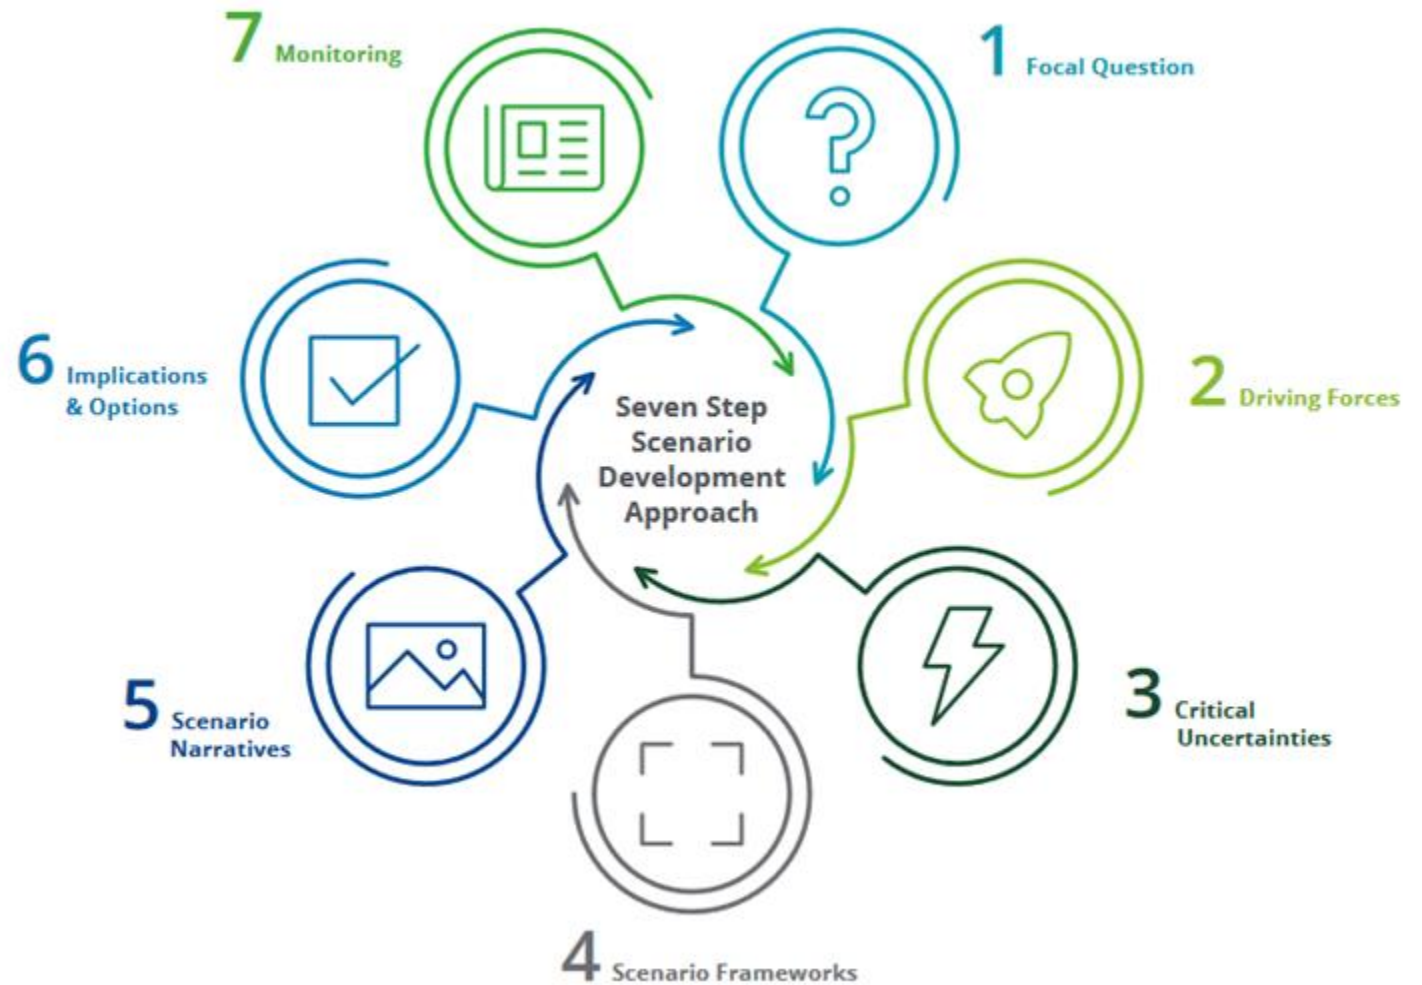 7 Monitoring
1 Focal Question
6 Implications
& Options
2 Driving Forces
Seven Step
Scenario
Development
Approach
5 Scenario
Narratives
3 Critical
Uncertainties
4 Scenario Frameworks